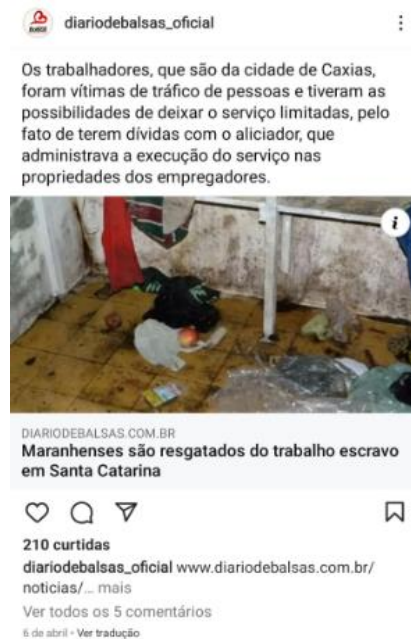 diariodebalsas_oficial
Os trabalhadores, que são da cidade de Caxias,
foram vítimas de tráfico de pessoas e tiveram as
possibilidades de deixar o serviço limitadas, pelo
fato de terem dívidas com o aliciador, que
administrava a execução do serviço nas
propriedades dos empregadores.
i
DIARIODEBALSAS.COM.BR
Maranhenses são resgatados do trabalho escravo
em Santa Catarina
210 curtidas
diariodebalsas_oficial www.diariodebalsas.com.br/
noticias/... mais
Ver todos os 5 comentários
6 de abril • Ver tradução